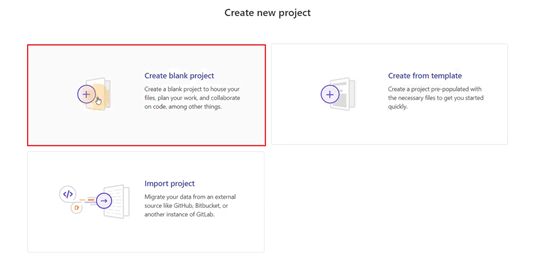 Create new project
Create blank project
Create a blank project to house your
files, plan your work, and collaborate
on code, among other things.
Create from template
Create a project pre-populated with
the necessary files to get you started
quickly.
Import project
Migrate your data from an external
source like GitHub, Bitbucket, or
another instance of GitLab.